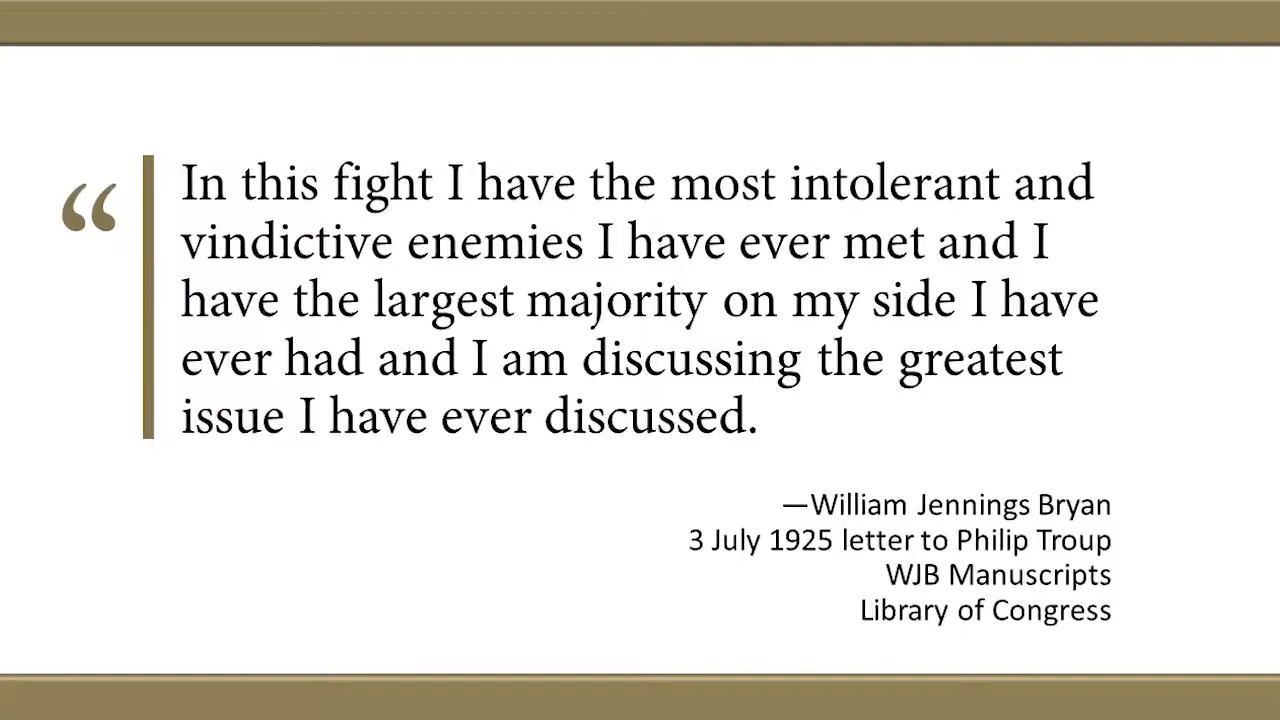 “
In this fight I have the most intolerant and
vindictive enemies I have ever met and I
have the largest majority on my side I have
ever had and I am discussing the greatest
issue I have ever discussed.
—William Jennings Bryan
3 July 1925 letter to Philip Troup
WJB Manuscripts
Library of Congress